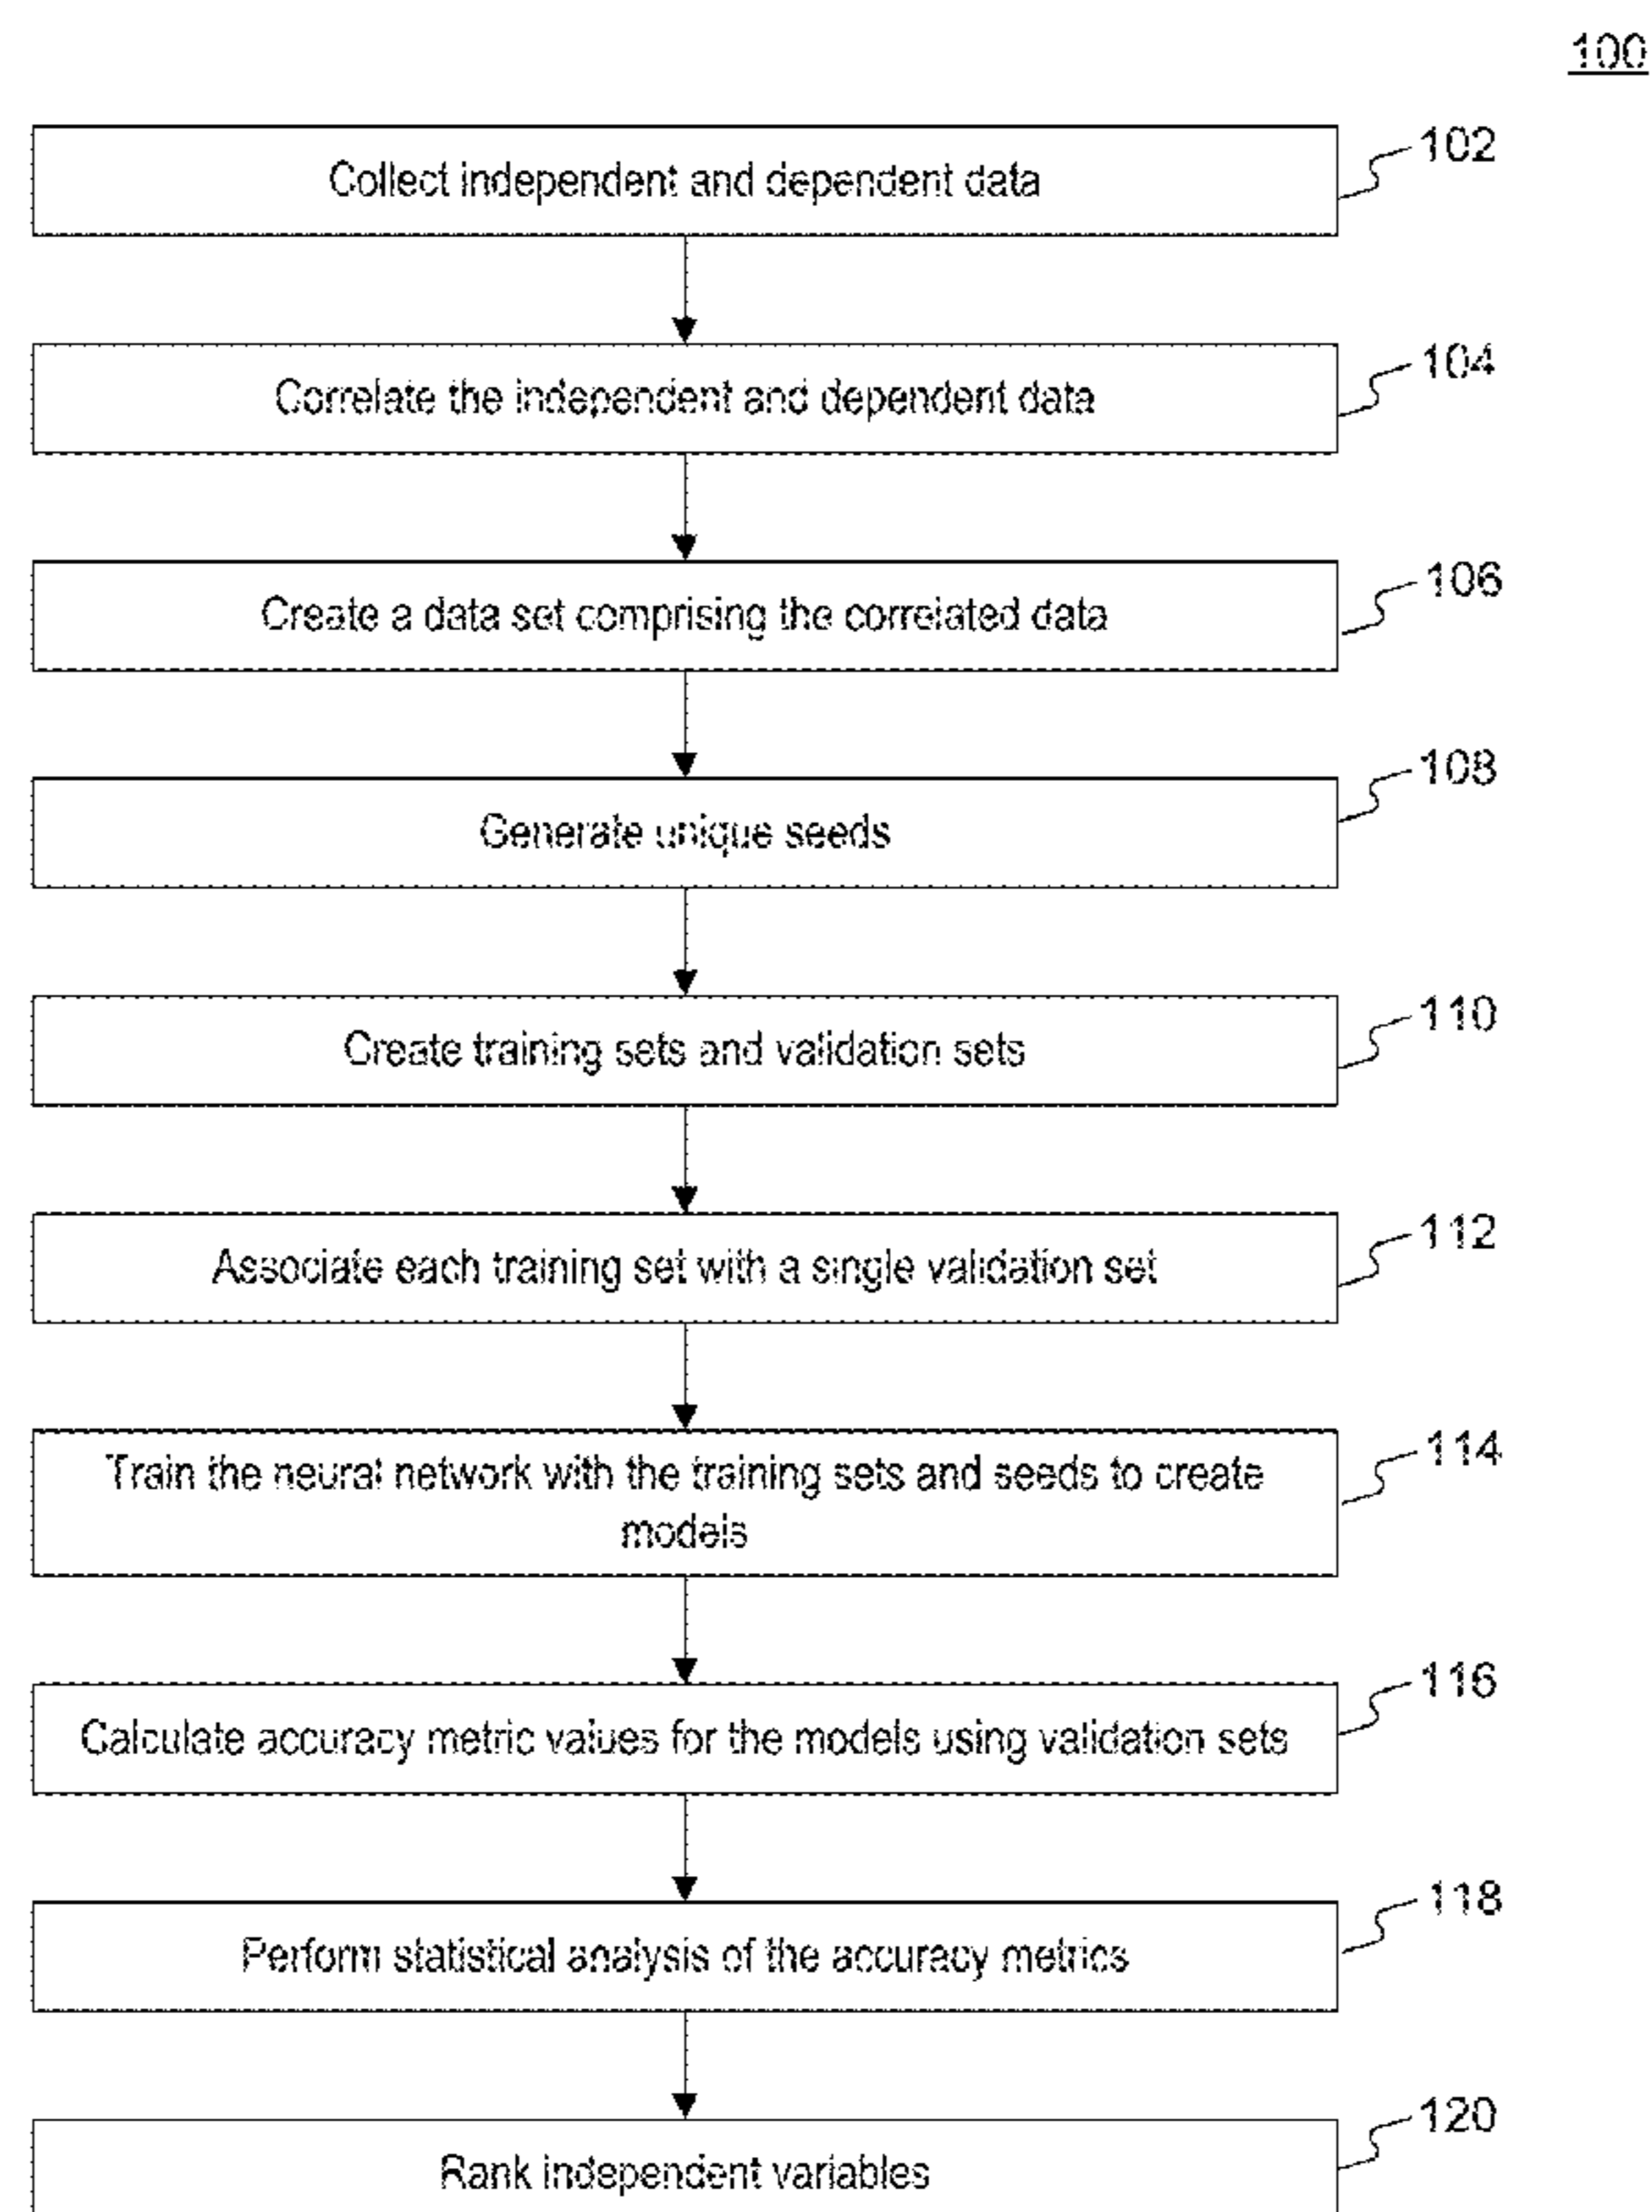 100
Collect independent and dependent data
102
Correlate the independent and dependent data
104
Create a data set comprising the correlated data
106
Generate unique seeds
108
Create training sets and validation sets
110
Associate each training set with a single validation set
112
Train the neural network with the training sets and seeds to create
models
114
Calculate accuracy metric values for the models using validation sets
116
Perform statistical analysis of the accuracy metrics
118
Rank independent variables
120